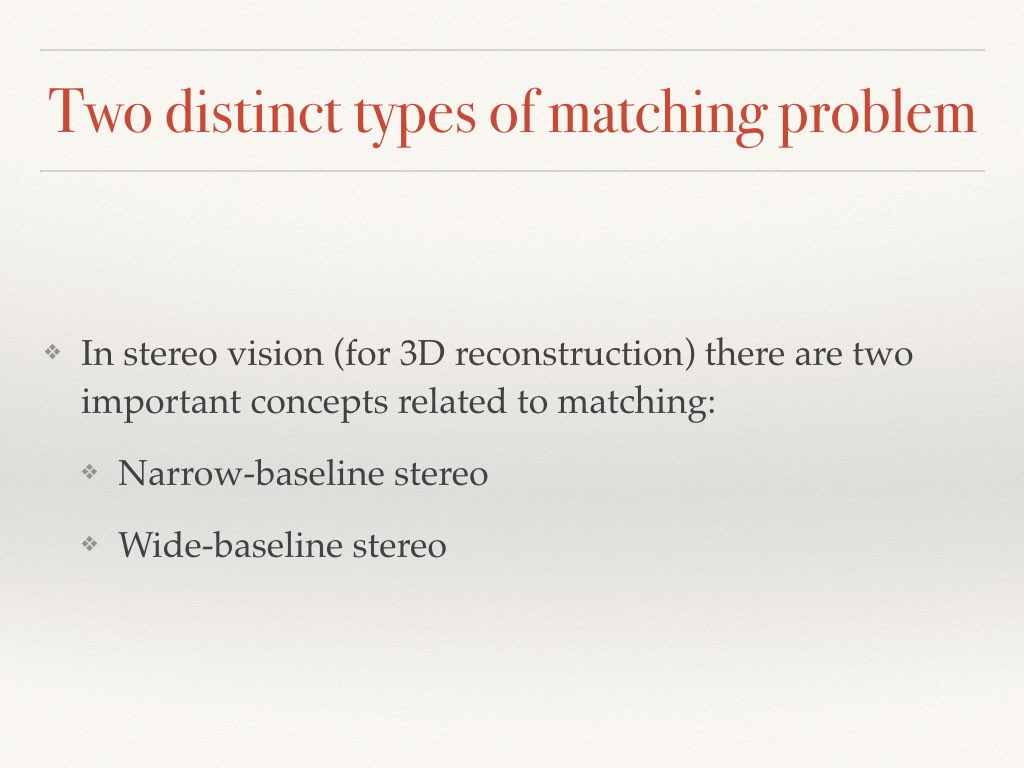 Two distinct types of matching problem
❖ In stereo vision (for 3D reconstruction) there are two
important concepts related to matching:
❖ Narrow-baseline stereo
❖ Wide-baseline stereo